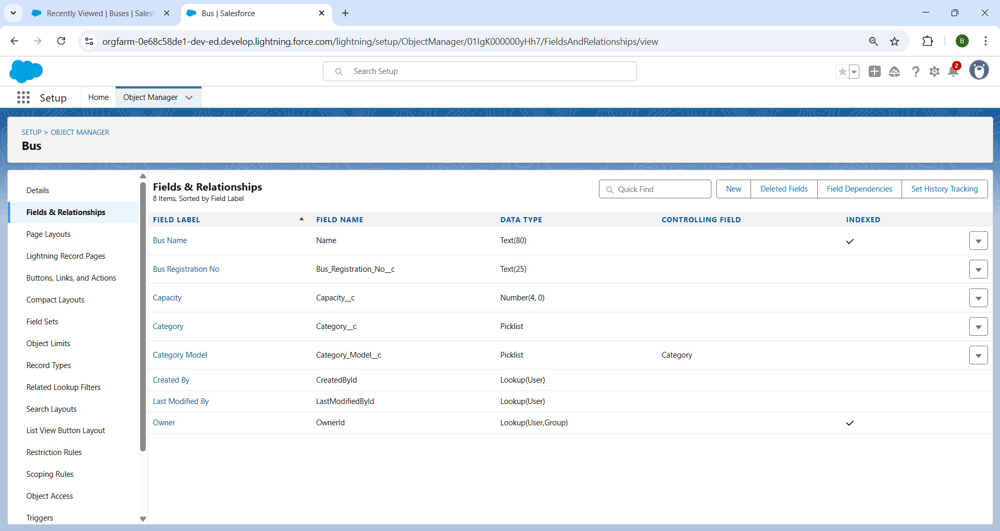 Recently Viewed | Buses | Salesf
Bus | Salesforce
orgfarm-0e68c58de1-dev-ed.develop.lightning.force.com/lightning/setup/ObjectManager/01IgK000000yHh7/FieldsAndRelationships/view
B
Search Setup
2
Setup
Home
Object Manager
SETUP > OBJECT MANAGER
Bus
Details
Fields & Relationships
Page Layouts
Lightning Record Pages
Buttons, Links, and Actions
Compact Layouts
Field Sets
Object Limits
Record Types
Related Lookup Filters
Search Layouts
List View Button Layout
Restriction Rules
Scoping Rules
Object Access
Triggers
Fields & Relationships
8 Items, Sorted by Field Label
Quick Find
New
Deleted Fields
Field Dependencies
Set History Tracking
FIELD LABEL FIELD NAME DATA TYPE CONTROLLING FIELD INDEXED
Bus Name Name Text(80)
Bus Registration No Bus_Registration_No__c Text(25)
Capacity Capacity__c Number(4, 0)
Category Category__c Picklist
Category Model Category_Model__c Picklist Category
Created By CreatedById Lookup(User)
Last Modified By LastModifiedById Lookup(User)
Owner OwnerId Lookup(User,Group)